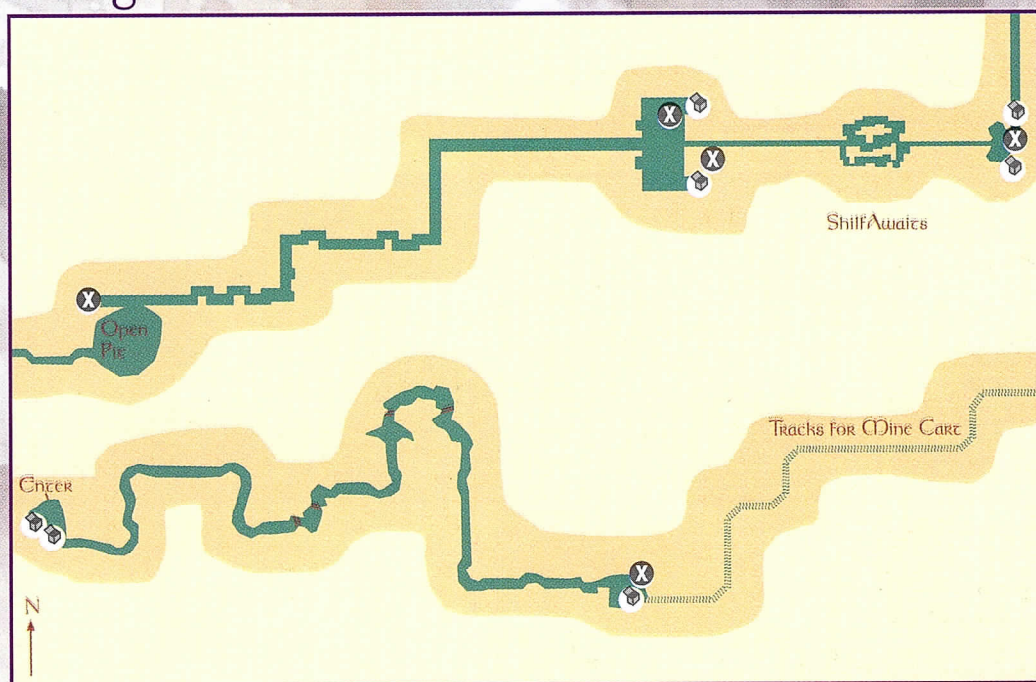 X
X
X
Shilf Awaits
X
Open
Pit
Tracks for Mine Cart
Enter
X
N